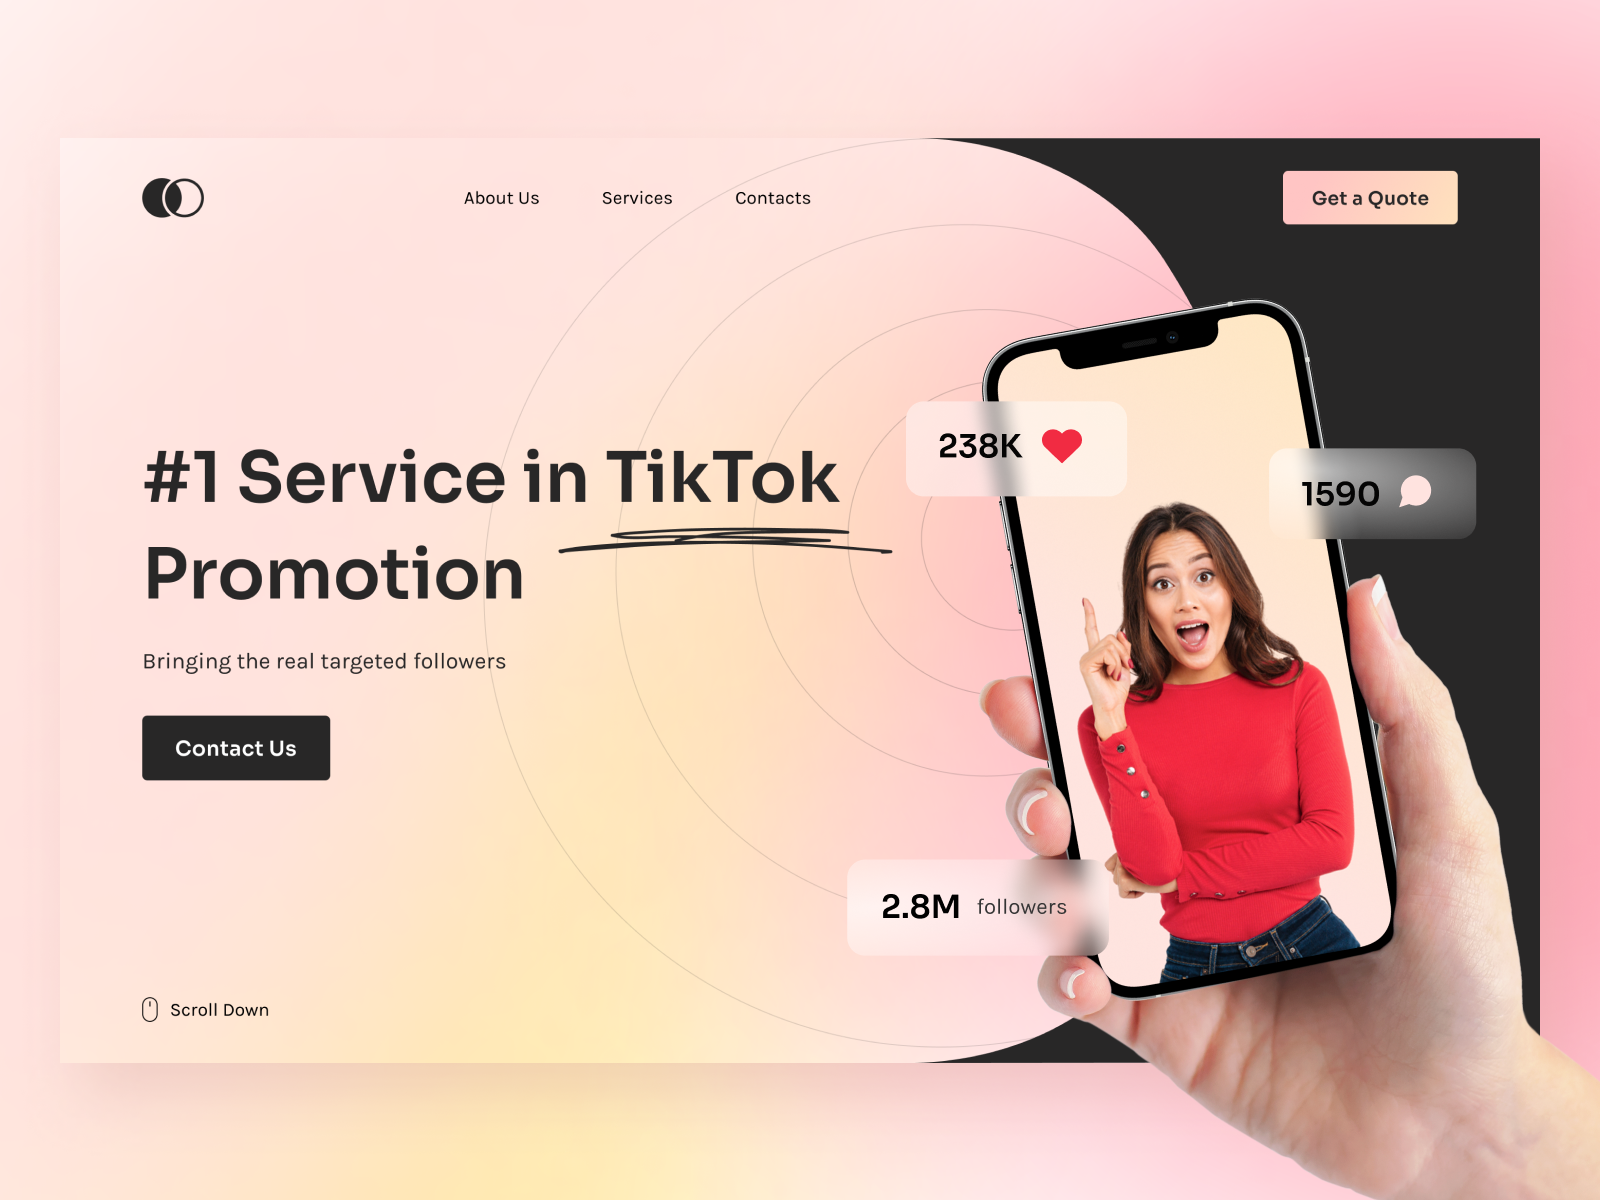 About Us
Services
Contacts
Get a Quote
#1 Service in TikTok
Promotion
Bringing the real targeted followers
Contact Us
238K
1590
2.8M followers
Scroll Down